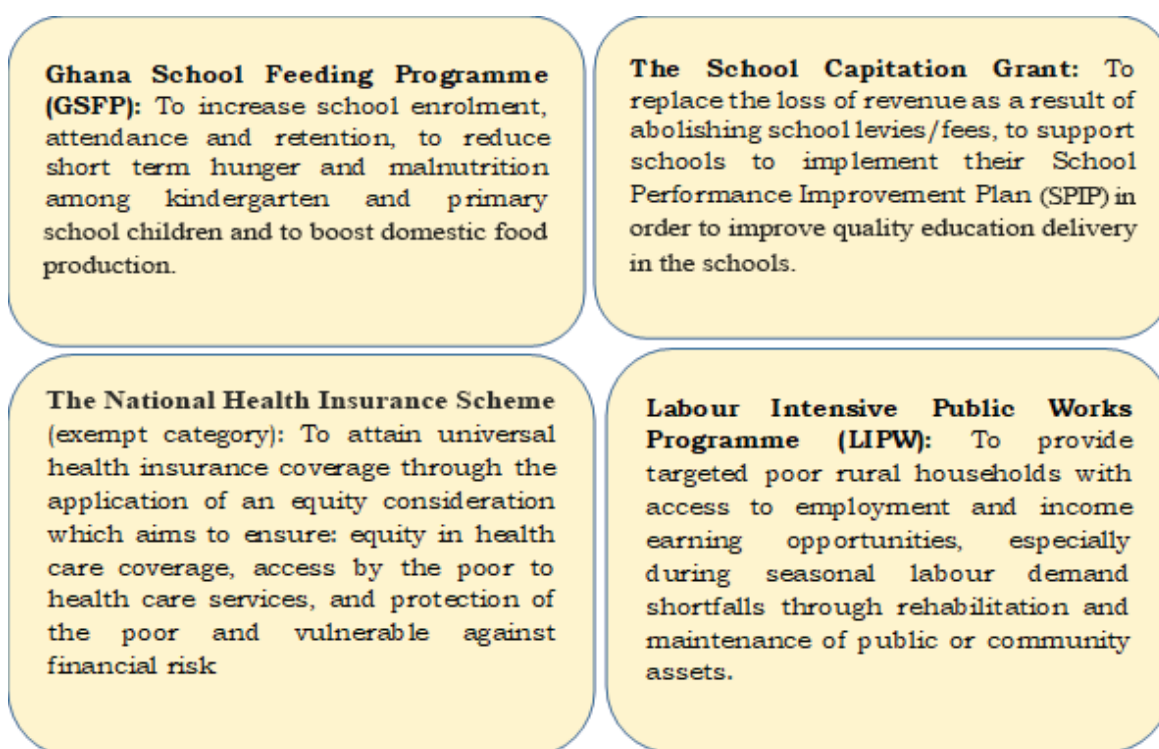 Ghana School Feeding Programme
(GSFP): To increase school enrolment,
attendance and retention, to reduce
short term hunger and malnutrition
among kindergarten and primary
school children and to boost domestic food
production.
The School Capitation Grant: To
replace the loss of revenue as a result of
abolishing school levies/fees, to support
schools to implement their School
Performance Improvement Plan (SPIP) in
order to improve quality education delivery
in the schools.
The National Health Insurance Scheme
(exempt category): To attain universal
health insurance coverage through the
application of an equity consideration
which aims to ensure: equity in health
care coverage, access by the poor to
health care services, and protection of
the poor and vulnerable against
financial risk
Labour Intensive Public Works
Programme (LIPW): To provide
targeted poor rural households with
access to employment and income
earning opportunities, especially
during seasonal labour demand
shortfalls through rehabilitation and
maintenance of public or community
assets.